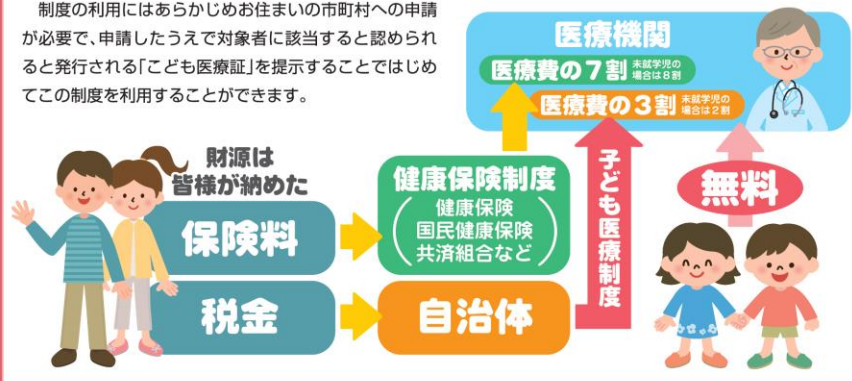 制度の利用にはあらかじめお住まいの市町村への申請
が必要で、申請したうえで対象者に該当すると認められ
ると発行される「こども医療証」を提示することではじめ
てこの制度を利用することができます。
医療機関
医療費の7割 未就学児の
場合は8割
医療費の3割 未就学児の
場合は2割
財源は
皆様が納めた
保険料
税金
健康保険制度
(健康保険
国民健康保険
共済組合など)
自治体
子ども医療制度
無料